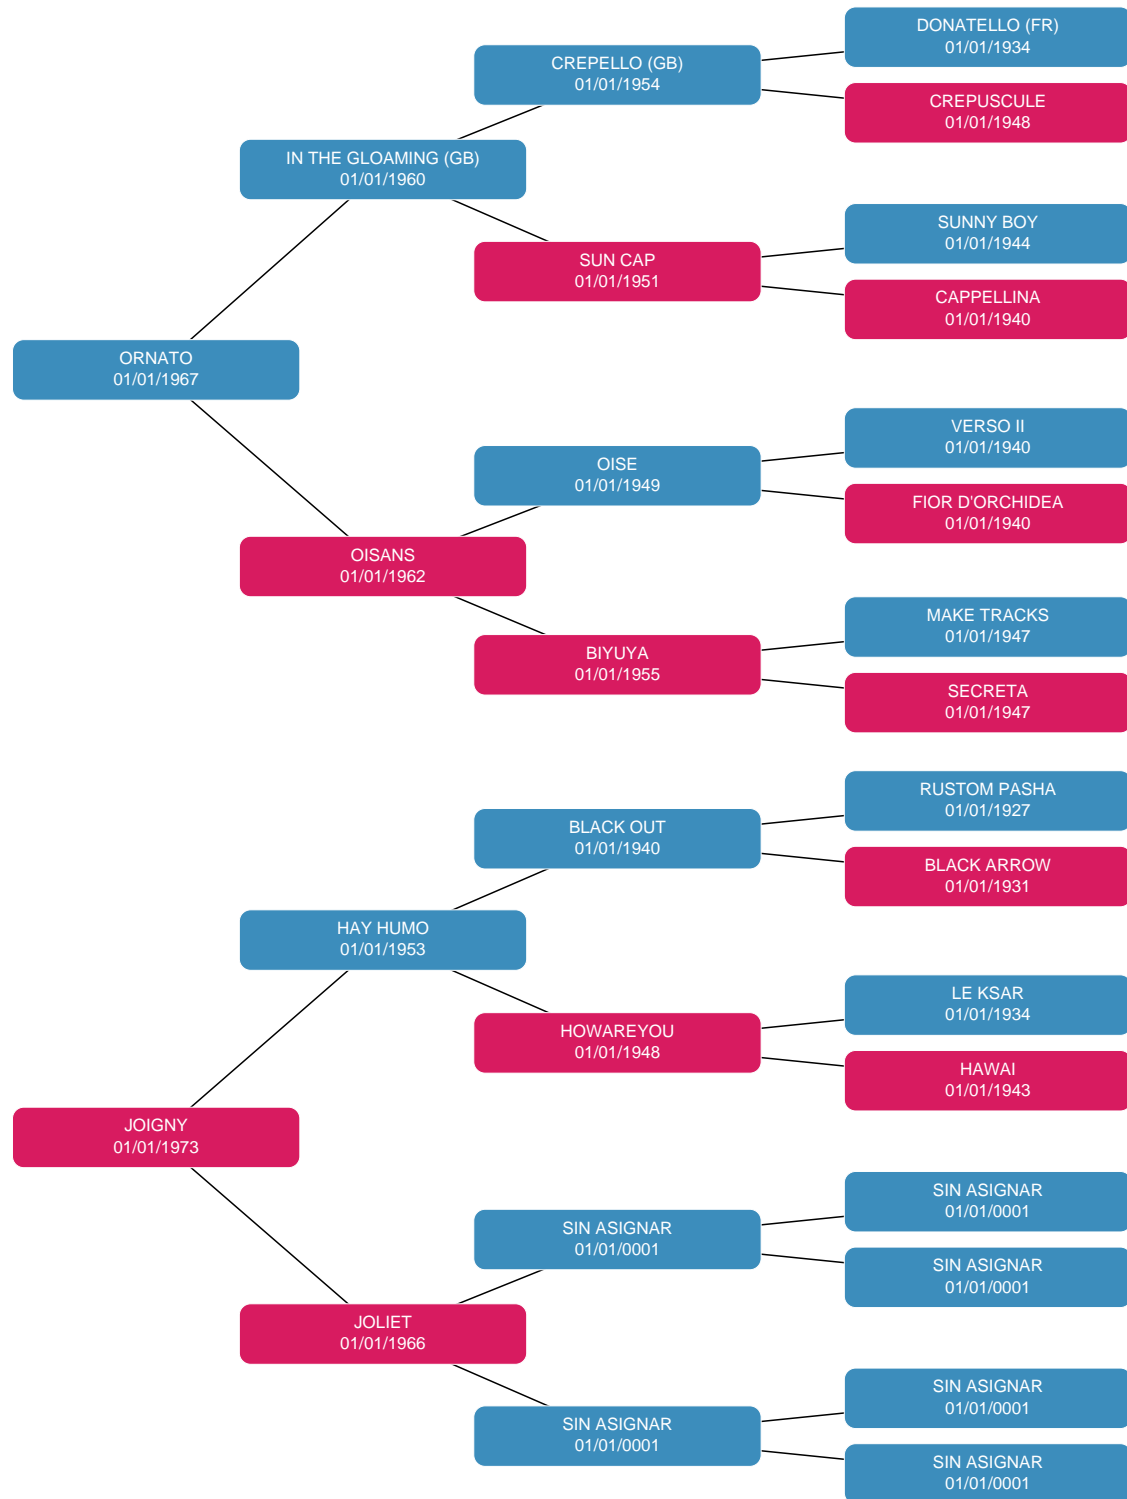 DONATELLO (FR)
01/01/1934
CREPELLO (GB)
01/01/1954
CREPUSCULE
01/01/1948
IN THE GLOAMING (GB)
01/01/1960
SUNNY BOY
01/01/1944
SUN CAP
01/01/1951
CAPPELLINA
01/01/1940
ORNATO
01/01/1967
VERSO II
01/01/1940
OISE
01/01/1949
FIOR D'ORCHIDEA
01/01/1940
OISANS
01/01/1962
MAKE TRACKS
01/01/1947
BIYUYA
01/01/1955
SECRETA
01/01/1947
RUSTOM PASHA
01/01/1927
BLACK OUT
01/01/1940
BLACK ARROW
01/01/1931
HAY HUMO
01/01/1953
LE KSAR
01/01/1934
HOWAREYOU
01/01/1948
HAWAI
01/01/1943
JOIGNY
01/01/1973
SIN ASIGNAR
01/01/0001
SIN ASIGNAR
01/01/0001
SIN ASIGNAR
01/01/0001
JOLIET
01/01/1966
SIN ASIGNAR
01/01/0001
SIN ASIGNAR
01/01/0001
SIN ASIGNAR
01/01/0001